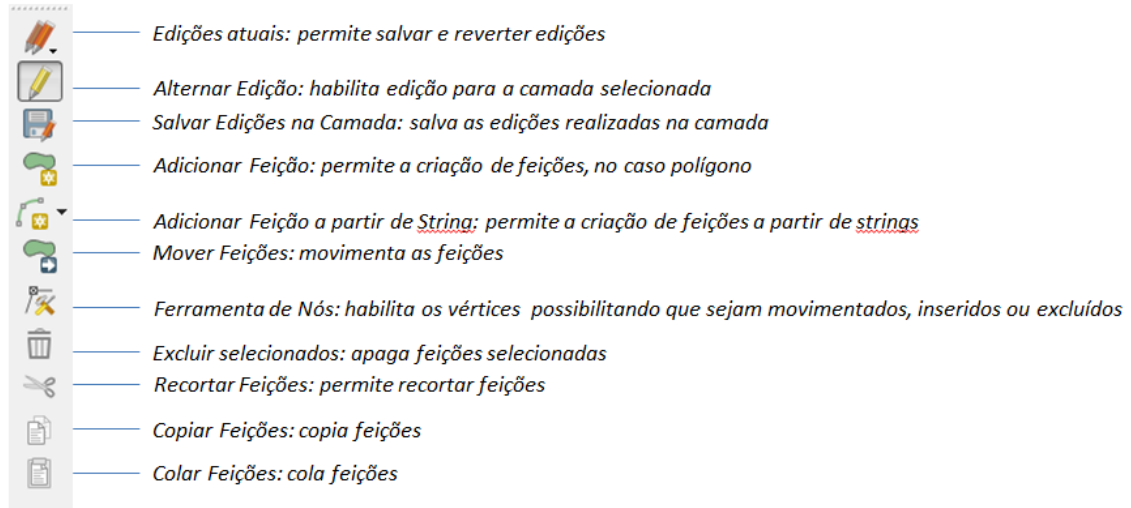 Edições atuais: permite salvar e reverter edições
Alternar Edição: habilita edição para a camada selecionada
Salvar Edições na Camada: salva as edições realizadas na camada
Adicionar Feição: permite a criação de feições, no caso polígono
Adicionar Feição a partir de String: permite a criação de feições a partir de strings
Mover Feições: movimenta as feições
Ferramenta de Nós: habilita os vértices possibilitando que sejam movimentados, inseridos ou excluídos
Excluir selecionados: apaga feições selecionadas
Recortar Feições: permite recortar feições
Copiar Feições: copia feições
Colar Feições: cola feições